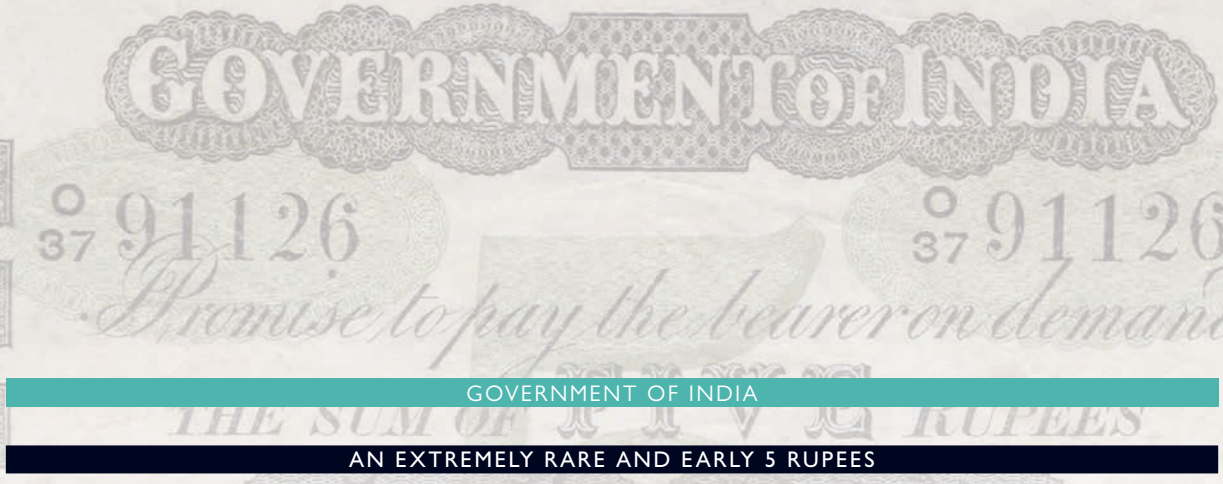 GOVERNMENT OF INDIA
O 37 91126 O 37 91126
Promise to pay the bearer on demand
GOVERNMENT OF INDIA
THE SUM OF FIVE RUPEES
AN EXTREMELY RARE AND EARLY 5 RUPEES